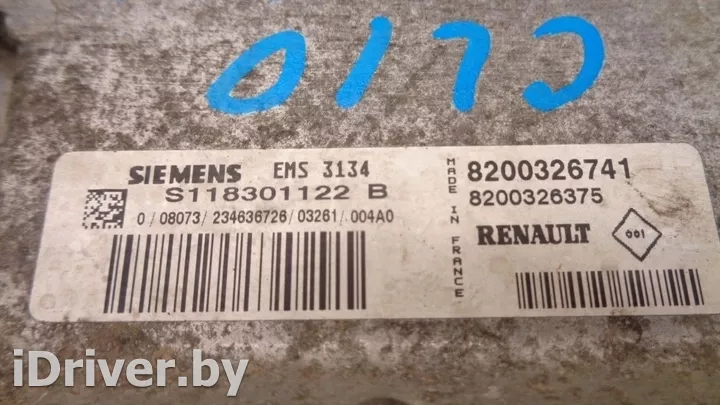 CLIO
SIEMENS EMS 3134
S118301122 B
0 / 08073 / 234636726 / 03261 / 004A0
MADE IN FRANCE
8200326741
8200326375
RENAULT
001
iDriver.by